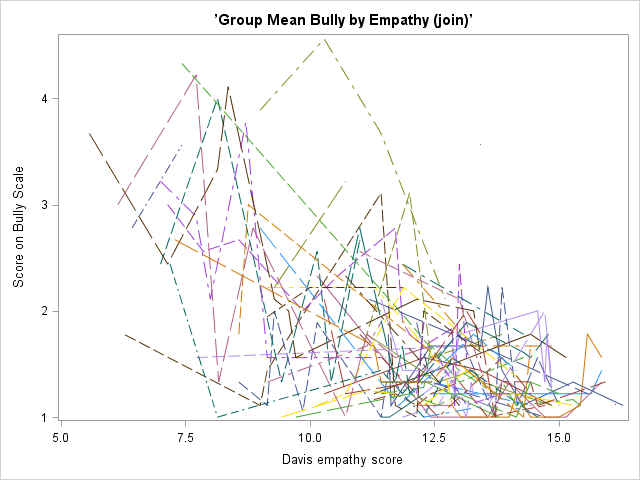 ’Group Mean Bully by Empathy (join)’
4
3
2
1
Score on Bully Scale
5.0 7.5 10.0 12.5 15.0
Davis empathy score